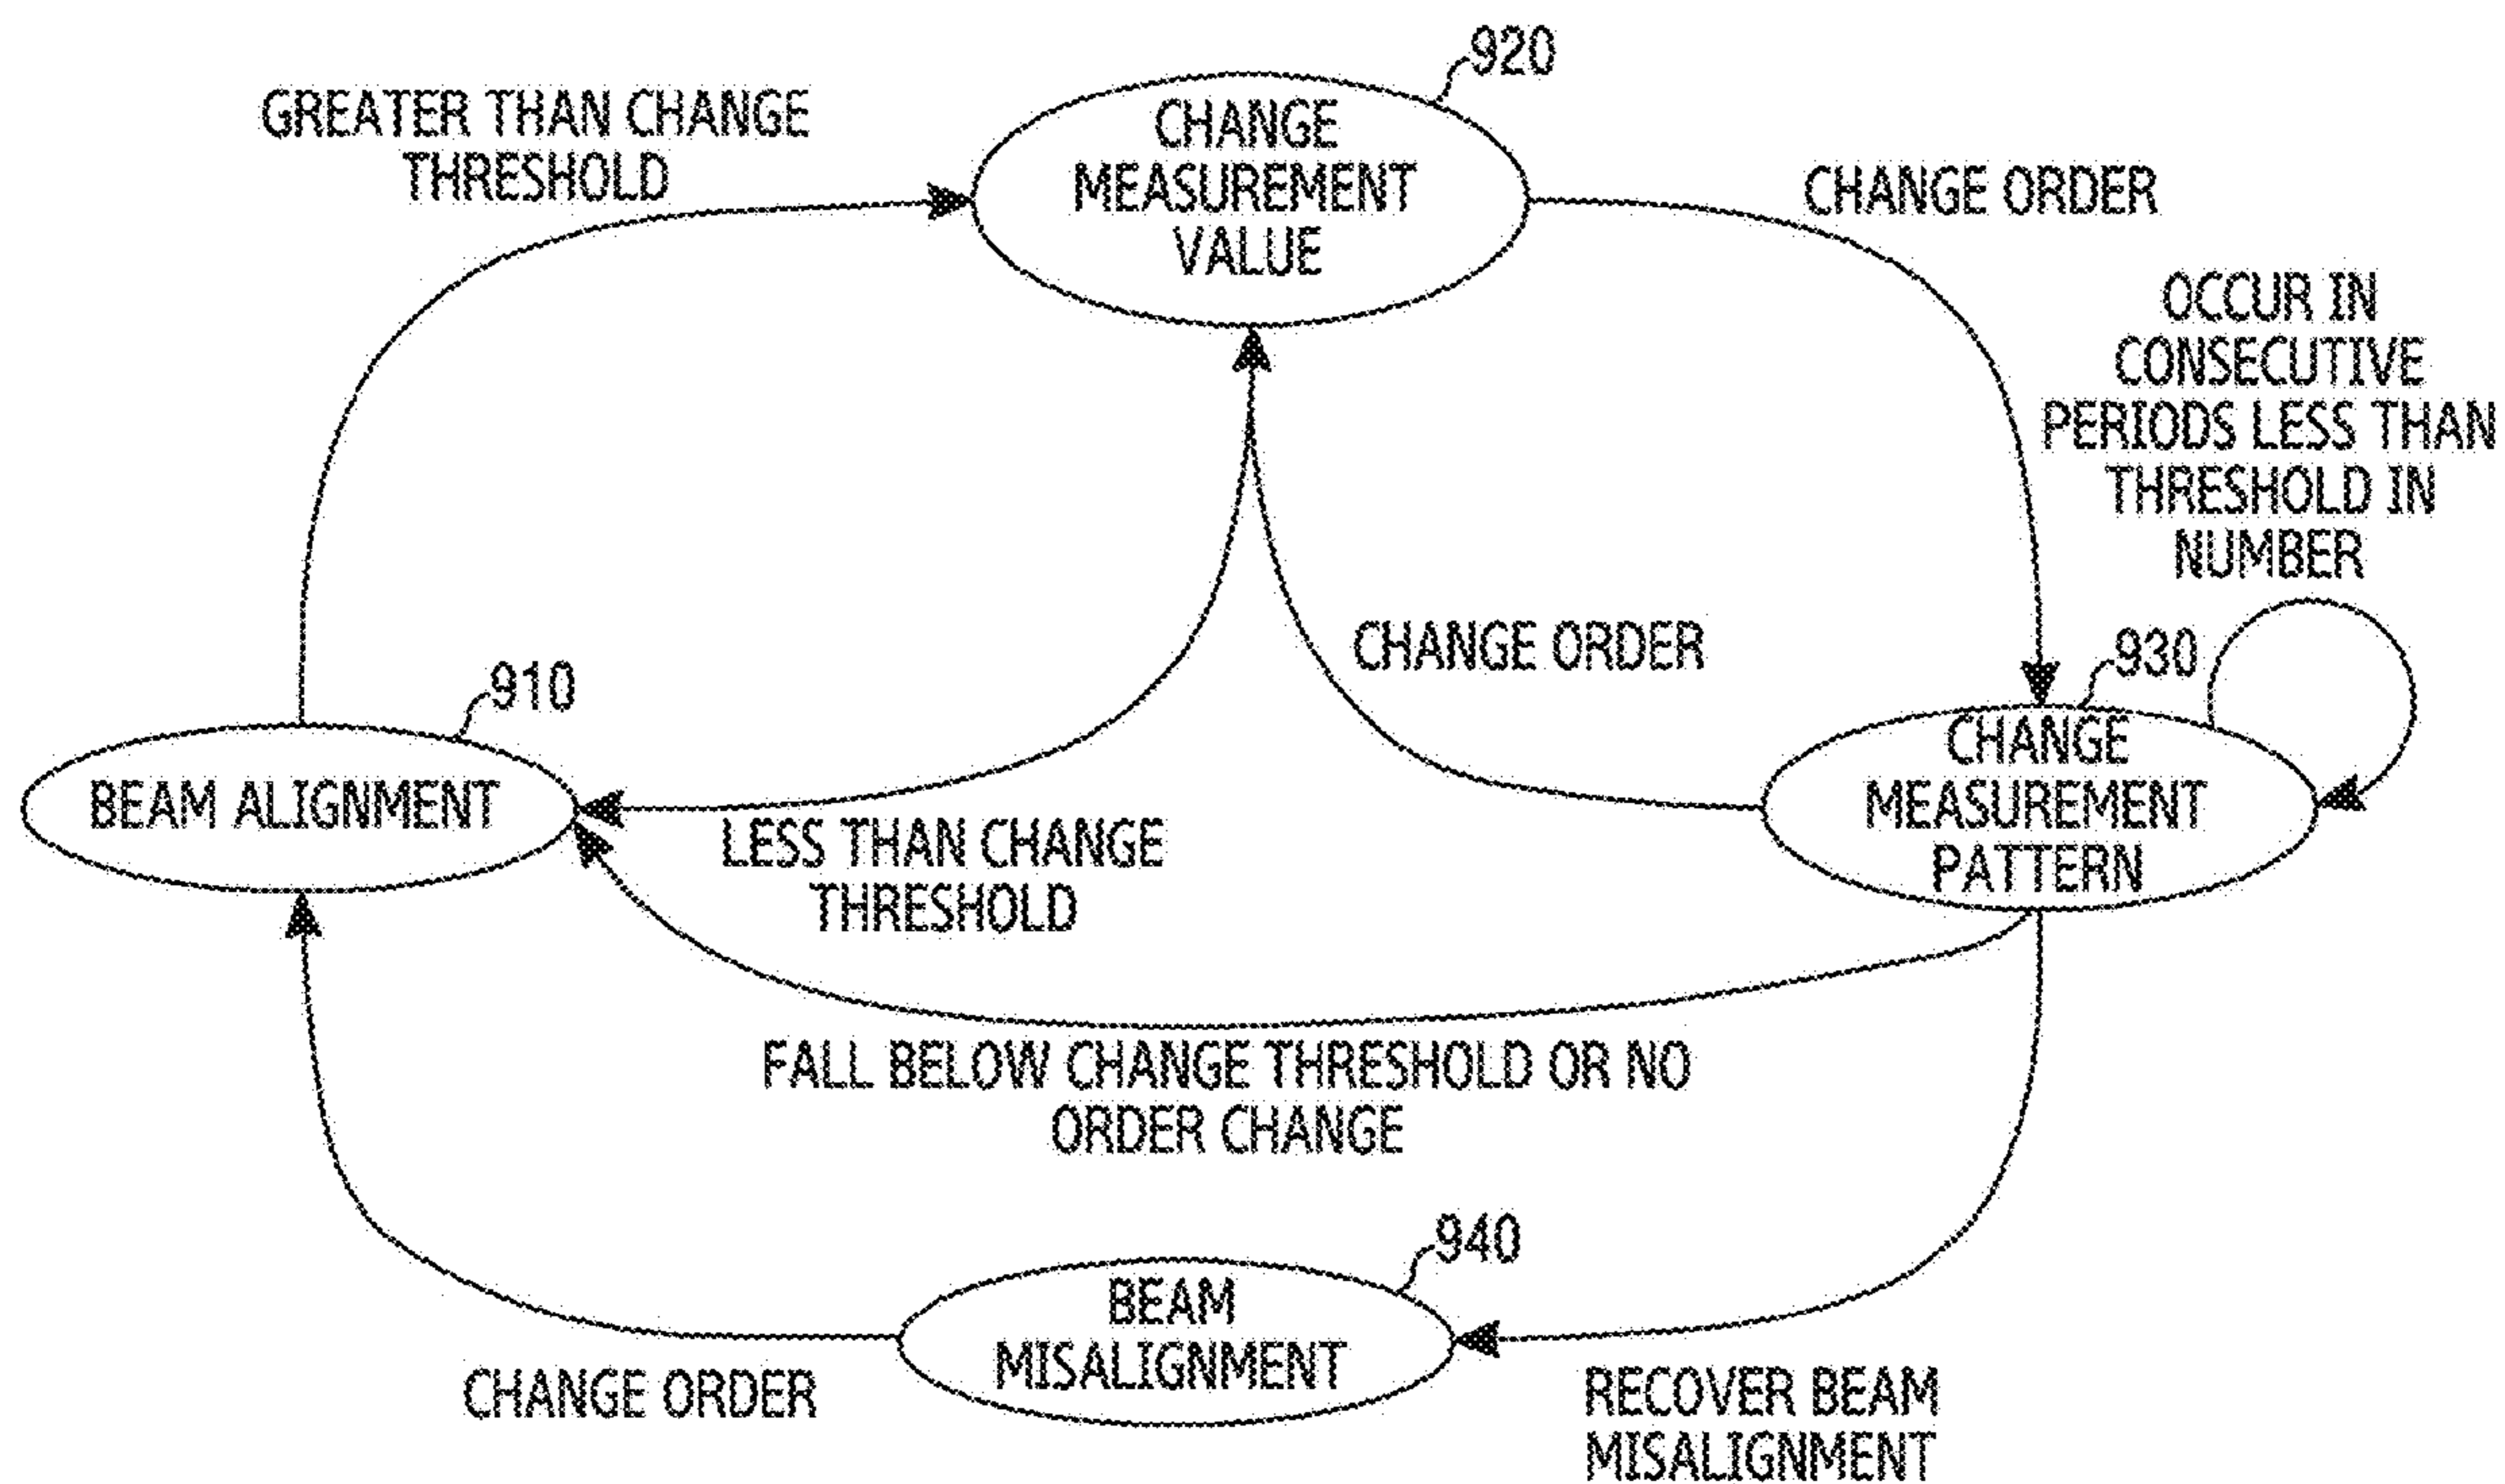 920
GREATER THAN CHANGE
THRESHOLD
CHANGE
MEASUREMENT
VALUE
CHANGE ORDER
OCCUR IN
CONSECUTIVE
PERIODS LESS THAN
THRESHOLD IN
NUMBER
CHANGE ORDER
930
910
CHANGE
MEASUREMENT
PATTERN
BEAM ALIGNMENT
LESS THAN CHANGE
THRESHOLD
FALL BELOW CHANGE THRESHOLD OR NO
ORDER CHANGE
940
BEAM
MISALIGNMENT
CHANGE ORDER
RECOVER BEAM
MISALIGNMENT